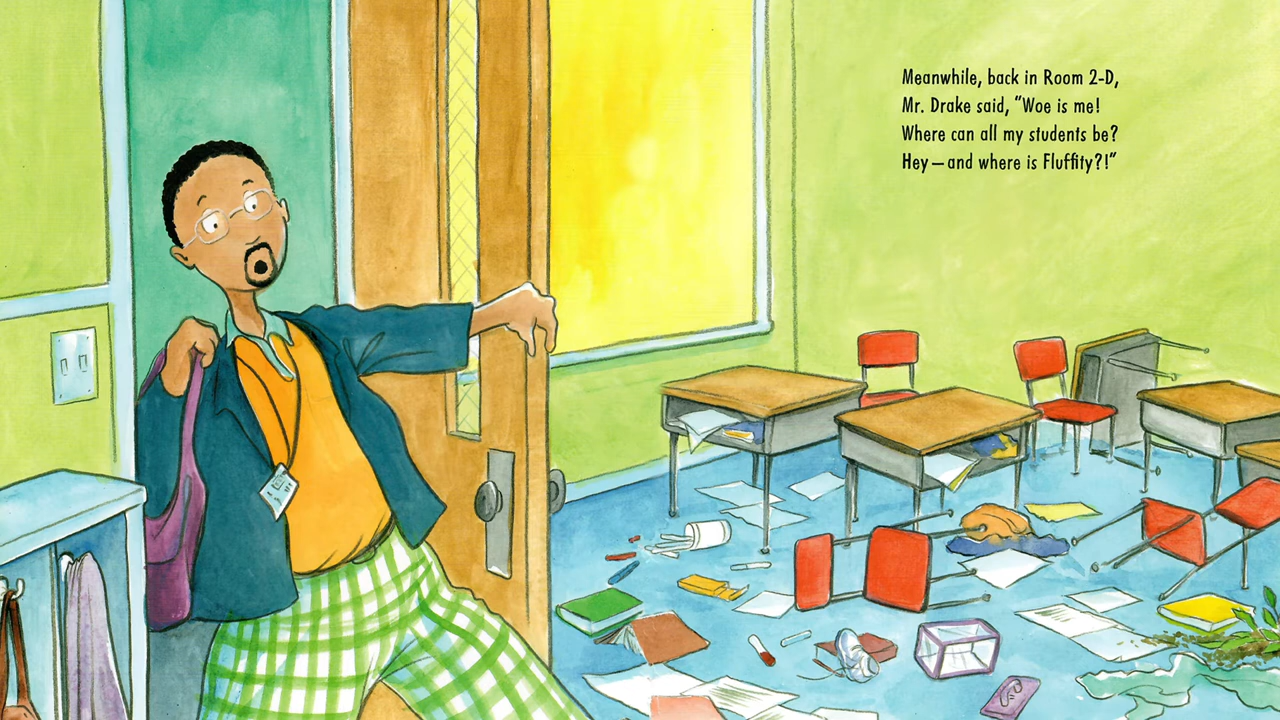 Meanwhile, back in Room 2-D,
Mr. Drake said, “Woe is me!
Where can all my students be?
Hey—and where is Fluffity?!”